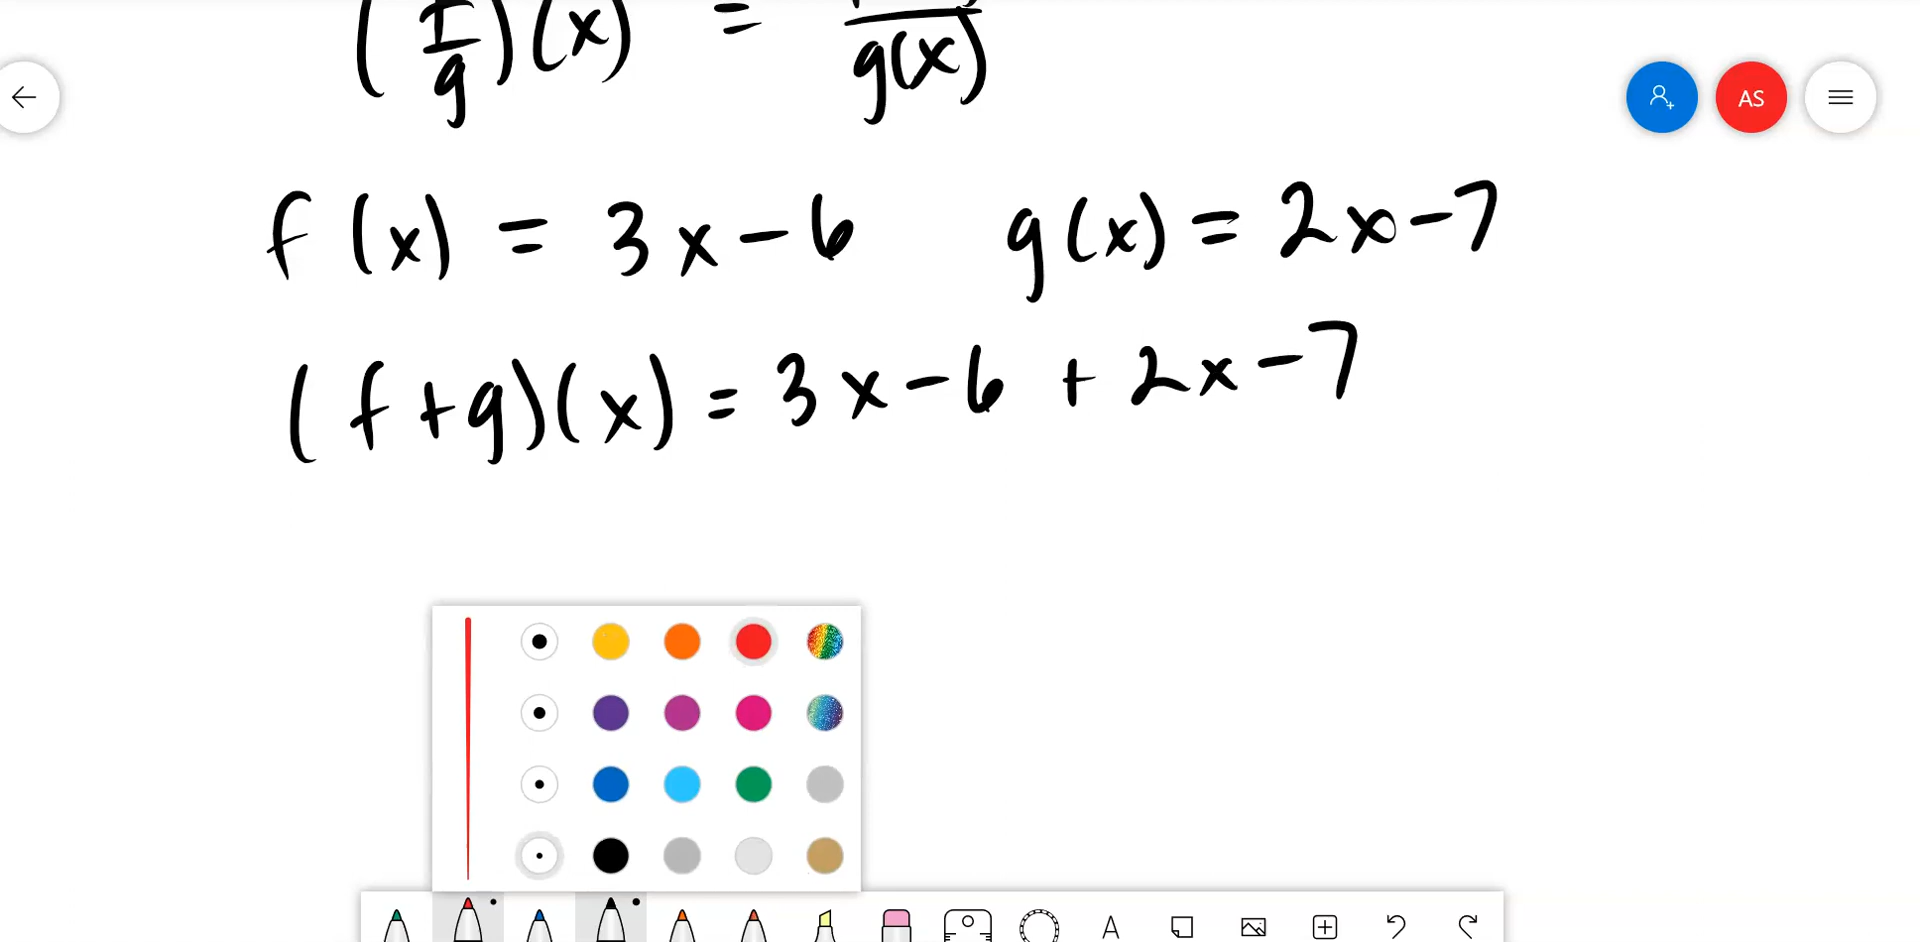 (f/g)(x) = f(x)/g(x)
AS
f(x) = 3x-6 g(x) = 2x-7
(f+g)(x) = 3x-6 + 2x-7
A